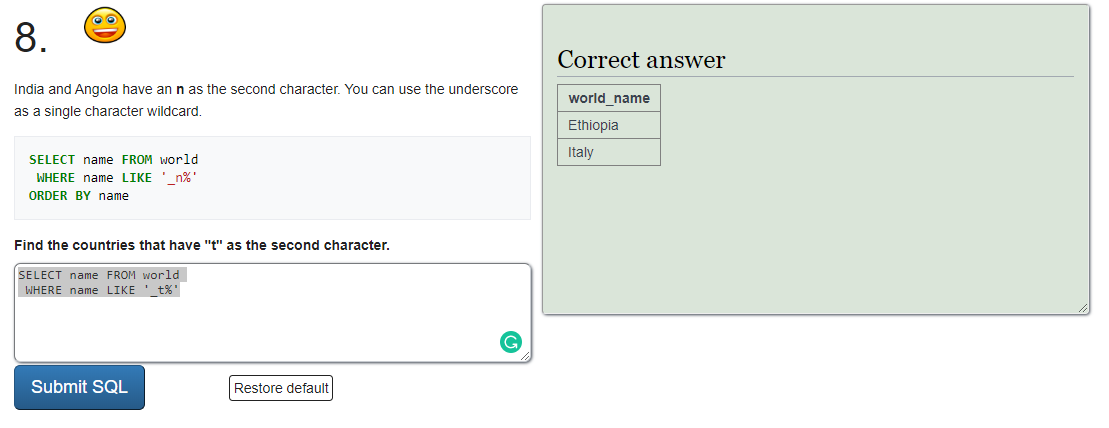 8.
India and Angola have an n as the second character. You can use the underscore
as a single character wildcard.
SELECT name FROM world
WHERE name LIKE '_n%'
ORDER BY name
Find the countries that have "t" as the second character.
SELECT name FROM world
WHERE name LIKE '_t%'
Submit SQL
Restore default
Correct answer
world_name
Ethiopia
Italy